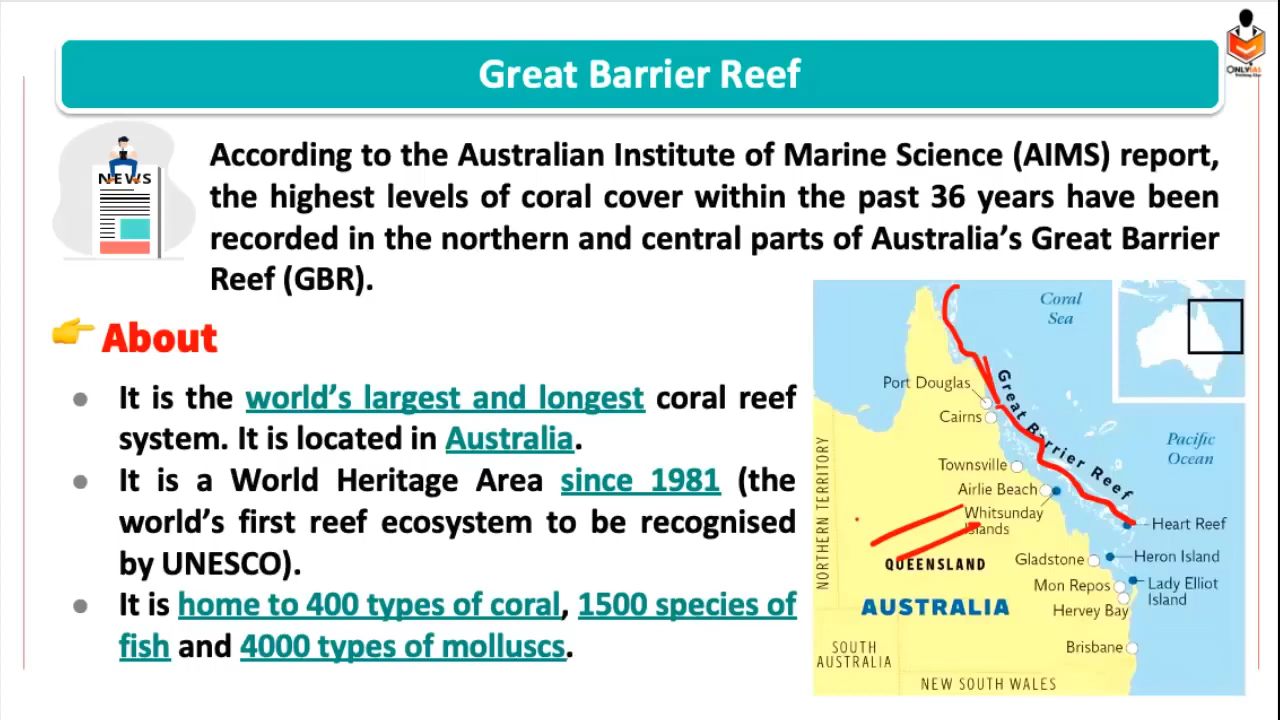 Great Barrier Reef
ONLYIAS
NEWS
According to the Australian Institute of Marine Science (AIMS) report,
the highest levels of coral cover within the past 36 years have been
recorded in the northern and central parts of Australia’s Great Barrier
Reef (GBR).
About
● It is the world’s largest and longest coral reef
system. It is located in Australia.
● It is a World Heritage Area since 1981 (the
world’s first reef ecosystem to be recognised
by UNESCO).
● It is home to 400 types of coral, 1500 species of
fish and 4000 types of molluscs.
Coral
Sea
Port Douglas
Cairns
Great Barrier Reef
Pacific
Ocean
Townsville
Airlie Beach
Whitsunday
Islands
Heart Reef
NORTHERN TERRITORY
QUEENSLAND
Gladstone
Heron Island
AUSTRALIA
Mon Repos
Lady Elliot
Island
Hervey Bay
SOUTH
AUSTRALIA
Brisbane
NEW SOUTH WALES